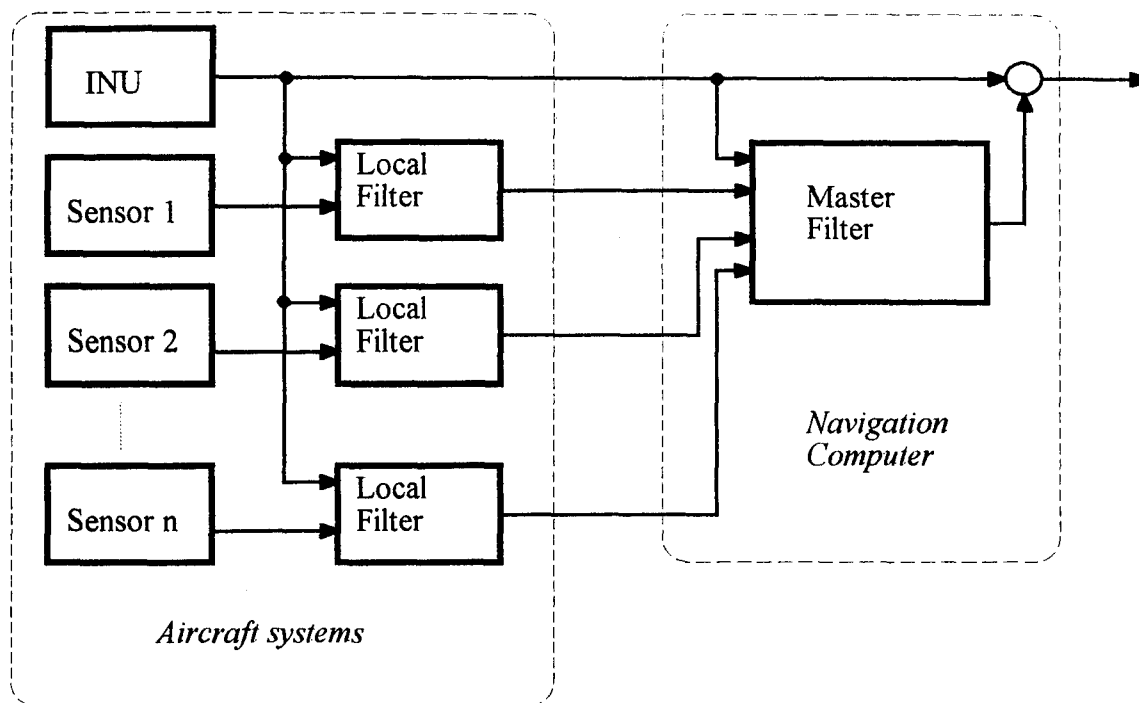 INU
Sensor 1
Local
Filter
Master
Filter
Sensor 2
Local
Filter
Navigation
Computer
Sensor n
Local
Filter
Aircraft systems